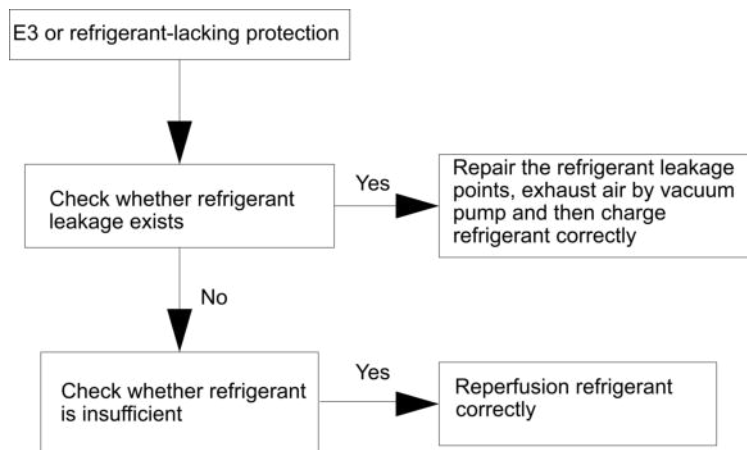 E3 or refrigerant-lacking protection
Check whether refrigerant
leakage exists
Yes
Repair the refrigerant leakage
points, exhaust air by vacuum
pump and then charge
refrigerant correctly
No
Check whether refrigerant
is insufficient
Yes
Reperfusion refrigerant
correctly